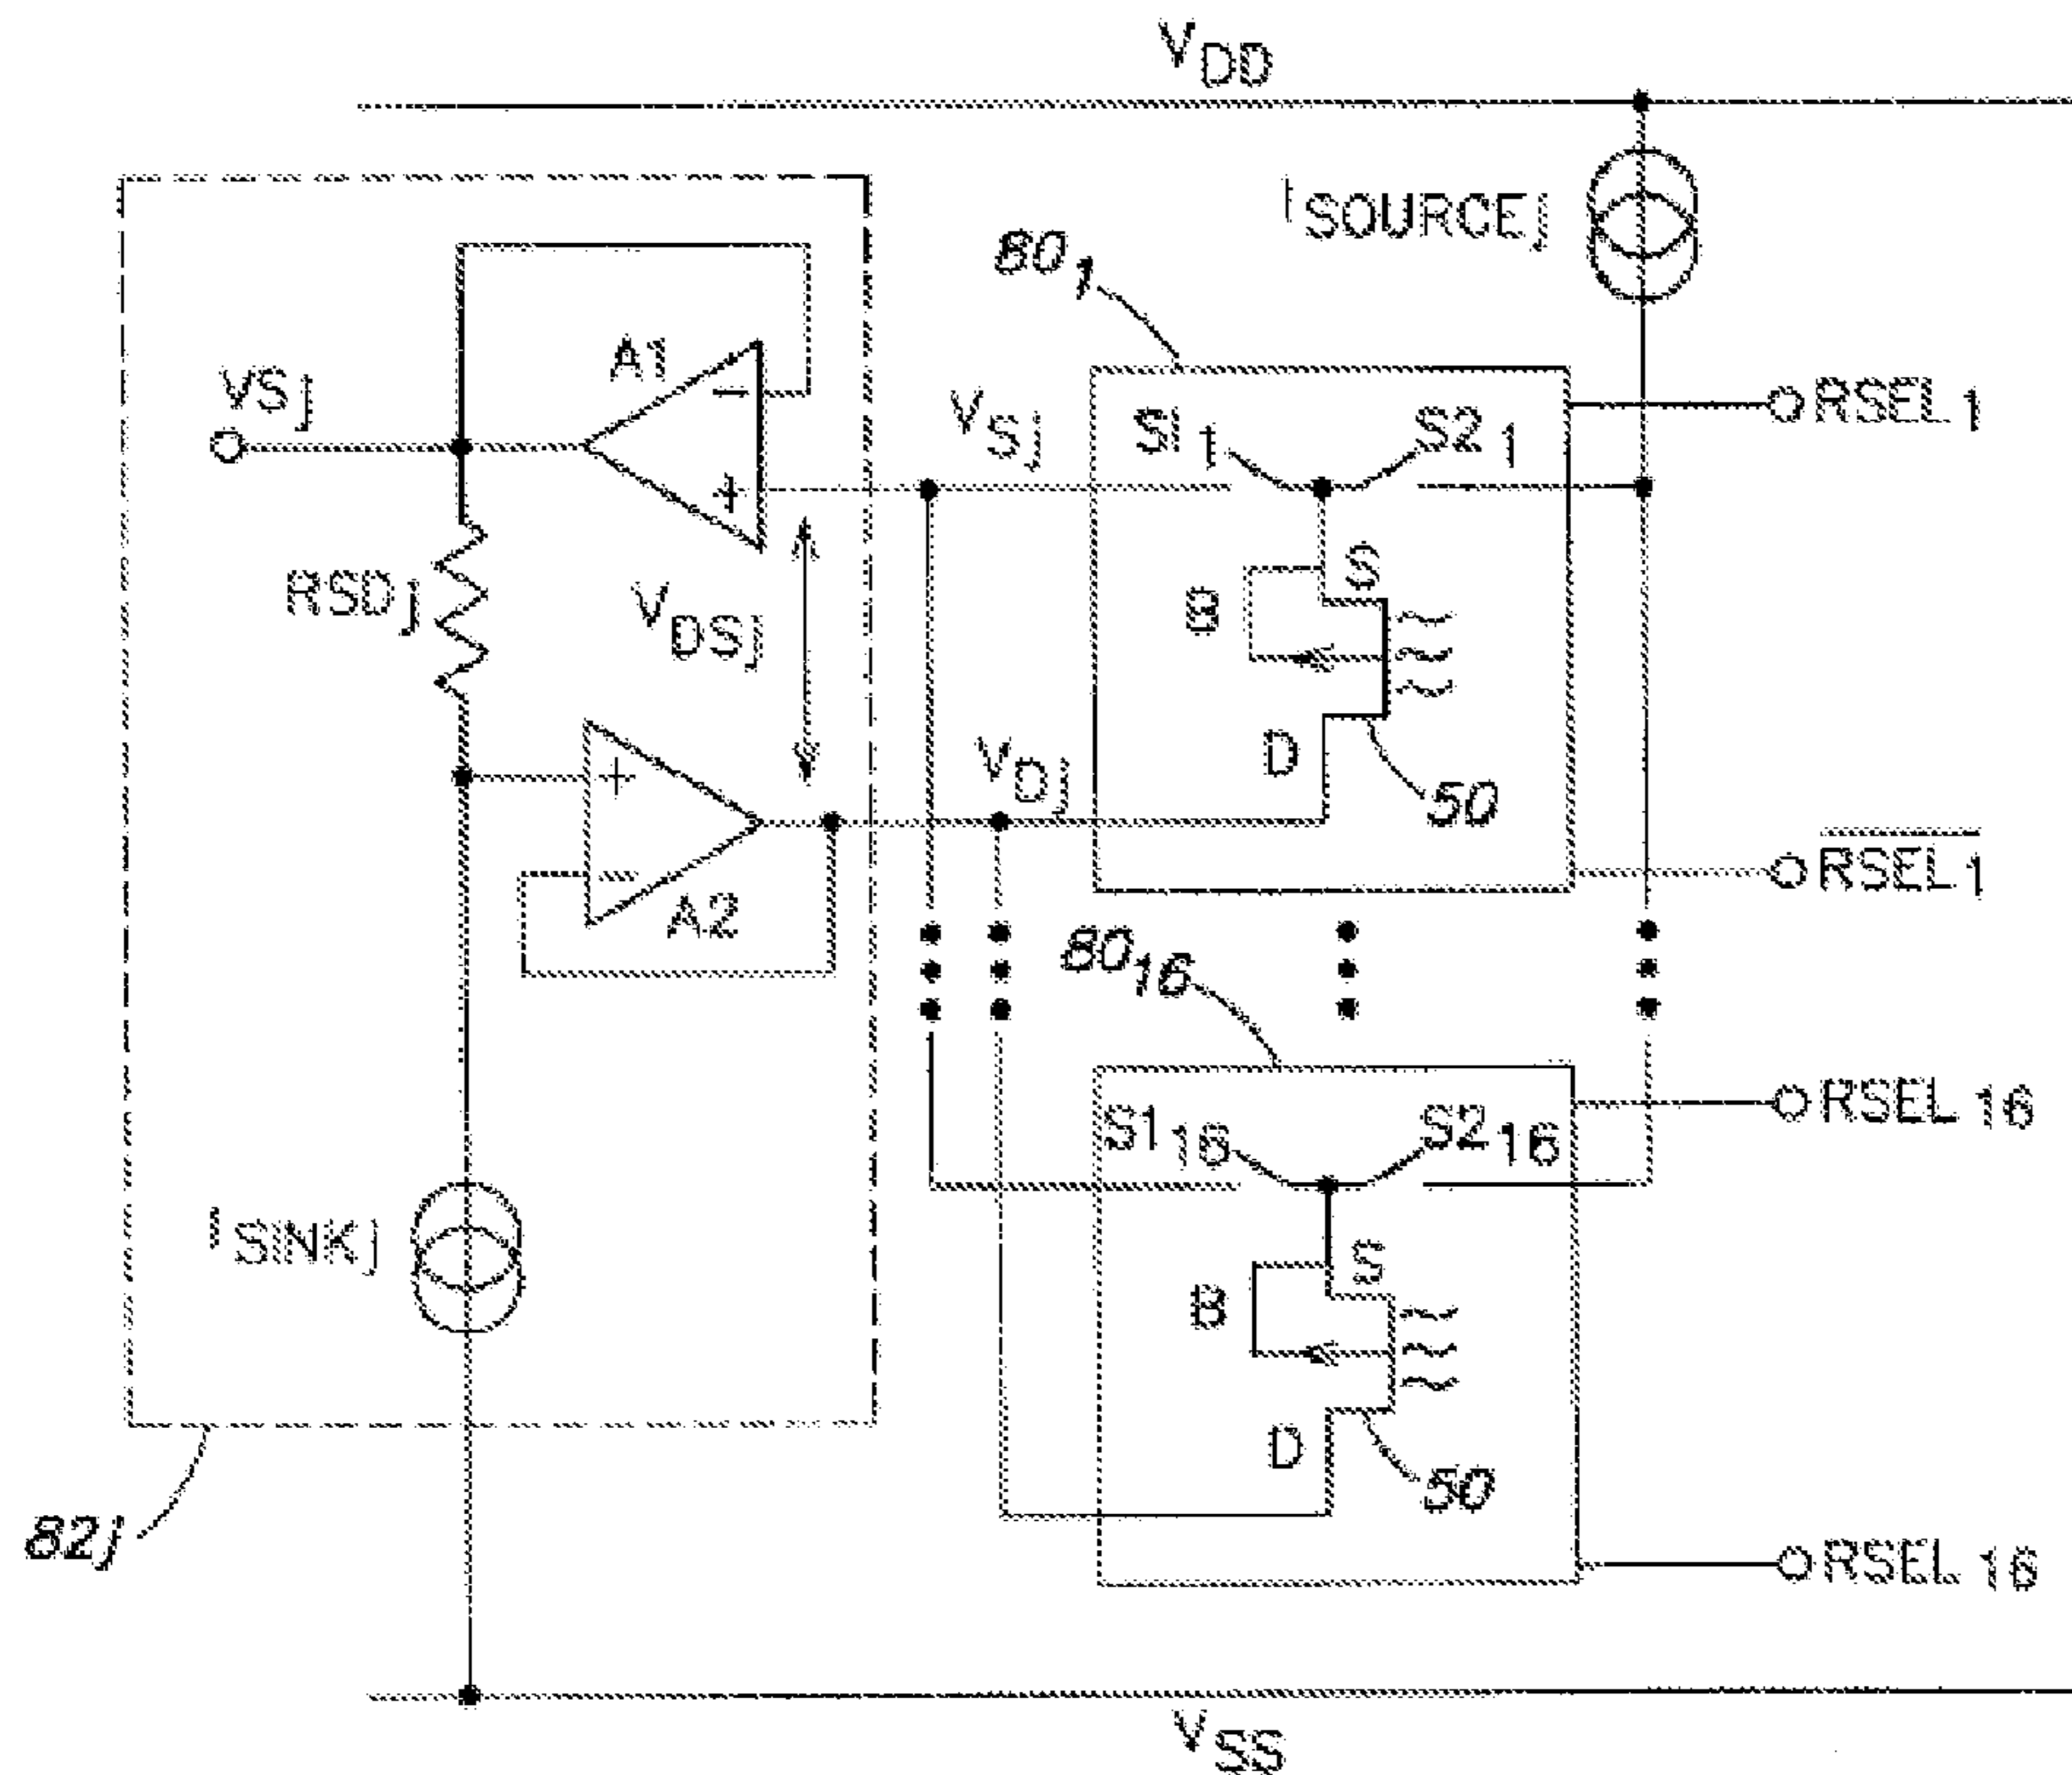 VDD
ISOURCEj
801
A1
VSj
VSj
S11
S21
RSEL1
RSDj
VDSj
S
B
D
VDj
50
RSEL1
A2
8016
S116
S216
RSEL16
ISINKj
S
B
D
50
82j
RSEL16
VSS